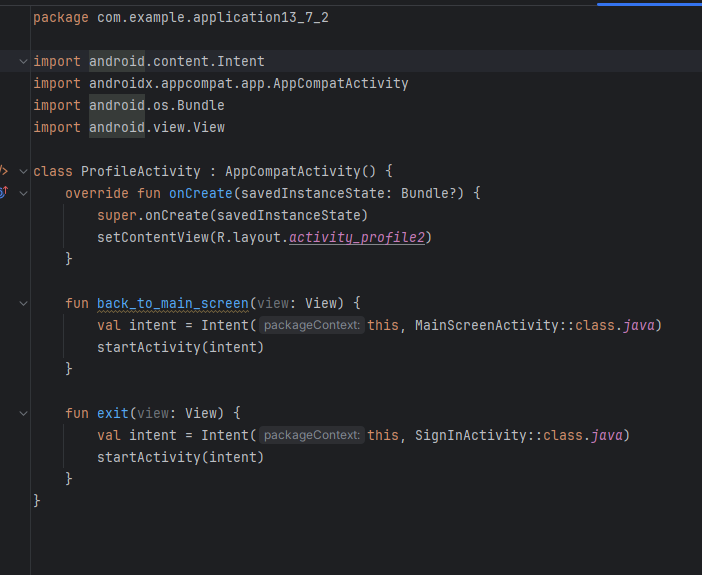 package com.example.application13_7_2
import android.content.Intent
import androidx.appcompat.app.AppCompatActivity
import android.os.Bundle
import android.view.View
class ProfileActivity : AppCompatActivity() {
override fun onCreate(savedInstanceState: Bundle?) {
super.onCreate(savedInstanceState)
setContentView(R.layout.activity_profile2)
}
fun back_to_main_screen(view: View) {
val intent = Intent( packageContext: this, MainScreenActivity::class.java)
startActivity(intent)
}
fun exit(view: View) {
val intent = Intent( packageContext: this, SignInActivity::class.java)
startActivity(intent)
}
}